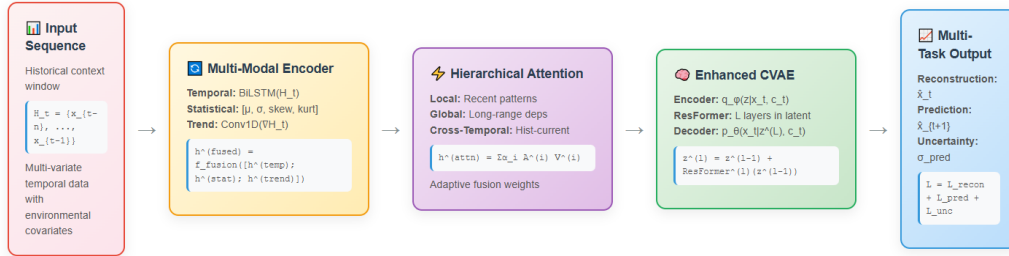 📊 Input
Sequence
Historical context
window
H_t = {x_{t-
n}, ...,
x_{t-1}}
Multi-variate
temporal data
with
environmental
covariates
→
🔄 Multi-Modal Encoder
Temporal: BiLSTM(H_t)
Statistical: [μ, σ, skew, kurt]
Trend: Conv1D(∇H_t)
h^(fused) =
f_fusion([h^(temp);
h^(stat); h^(trend)])
→
⚡ Hierarchical Attention
Local: Recent patterns
Global: Long-range deps
Cross-Temporal: Hist-current
h^(attn) = Σα_i A^(i) V^(i)
Adaptive fusion weights
→
🧠 Enhanced CVAE
Encoder: q_φ(z|x_t, c_t)
ResFormer: L layers in latent
Decoder: p_θ(x_t|z^(L), c_t)
z^(l) = z^(l-1) +
ResFormer^(l)(z^(l-1))
→
📈 Multi-
Task Output
Reconstruction:
x̂_t
Prediction:
x̂_{t+1}
Uncertainty:
σ_pred
L = L_recon
+ L_pred +
L_unc